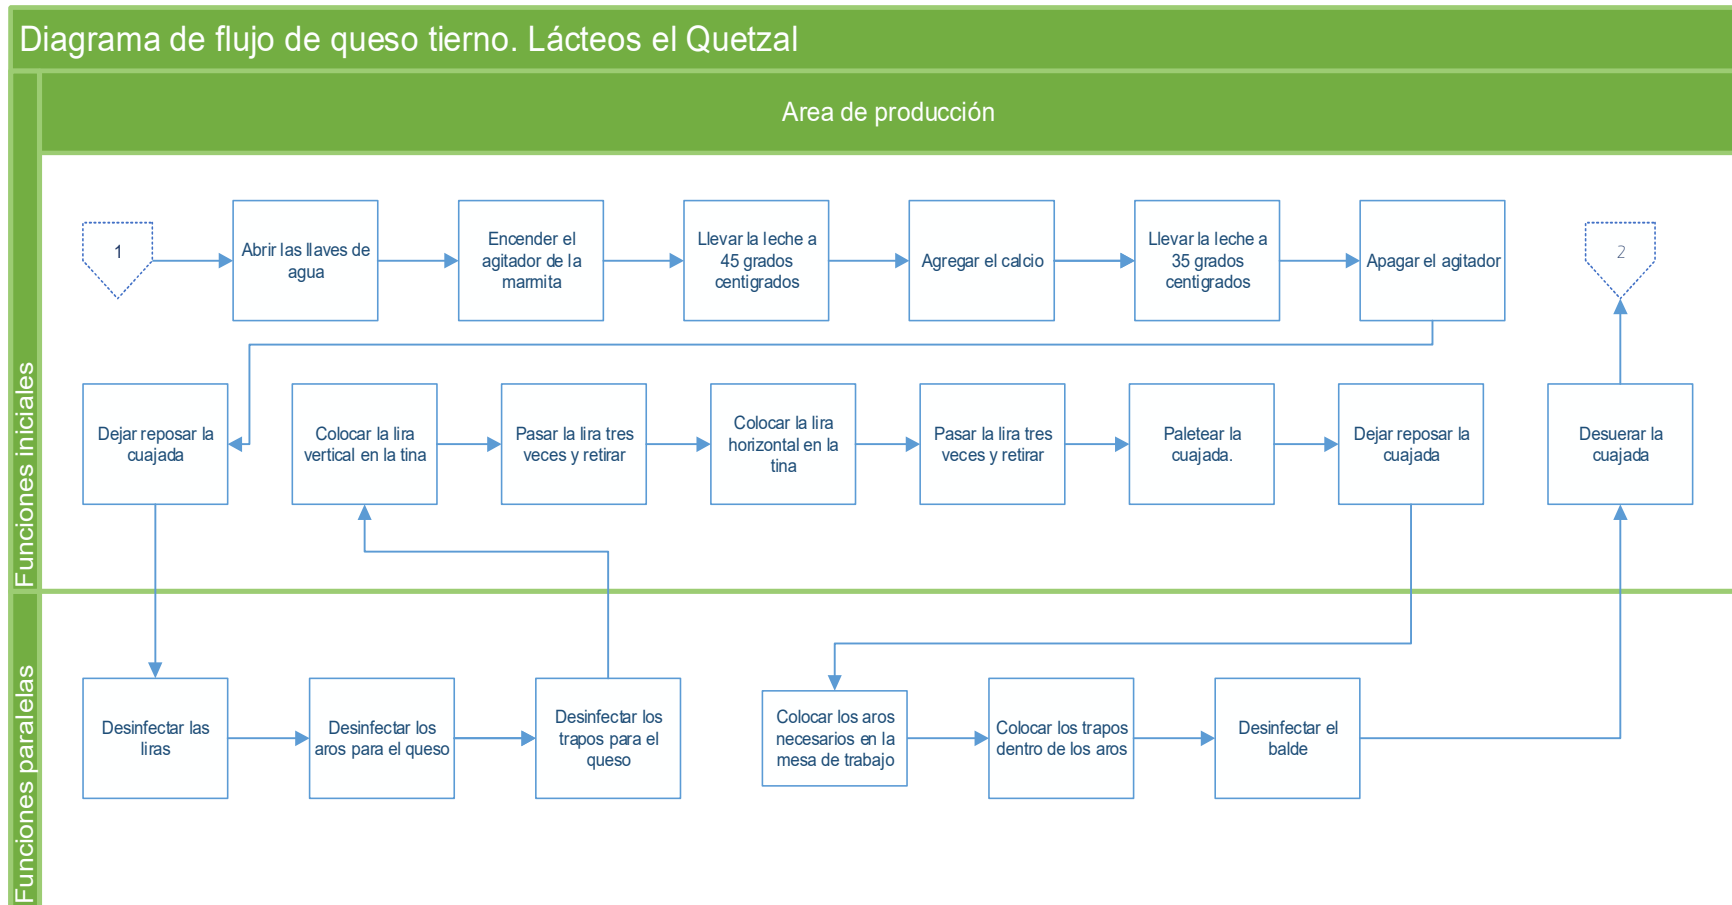 Diagrama de flujo de queso tierno. Lácteos el Quetzal
Area de producción
Funciones iniciales
1
Abrir las llaves de
agua
Encender el
agitador de la
marmita
Llevar la leche a
45 grados
centigrados
Agregar el calcio
Llevar la leche a
35 grados
centigrados
Apagar el agitador
2
Dejar reposar la
cuajada
Colocar la lira
vertical en la tina
Pasar la lira tres
veces y retirar
Colocar la lira
horizontal en la
tina
Pasar la lira tres
veces y retirar
Paletear la
cuajada.
Dejar reposar la
cuajada
Desuerar la
cuajada
Funciones paralelas
Desinfectar las
liras
Desinfectar los
aros para el queso
Desinfectar los
trapos para el
queso
Colocar los aros
necesarios en la
mesa de trabajo
Colocar los trapos
dentro de los aros
Desinfectar el
balde